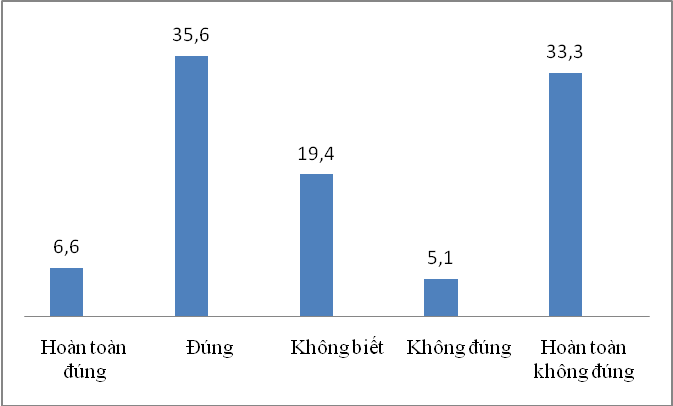 35,6
33,3
19,4
6,6
5,1
Hoàn toàn đúng
Đúng
Không biết
Không đúng
Hoàn toàn không đúng